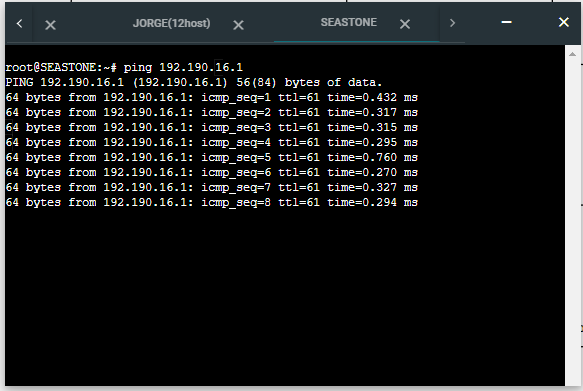 JORGE(12host) SEASTONE
root@SEASTONE:~# ping 192.190.16.1
PING 192.190.16.1 (192.190.16.1) 56(84) bytes of data.
64 bytes from 192.190.16.1: icmp_seq=1 ttl=61 time=0.432 ms
64 bytes from 192.190.16.1: icmp_seq=2 ttl=61 time=0.317 ms
64 bytes from 192.190.16.1: icmp_seq=3 ttl=61 time=0.315 ms
64 bytes from 192.190.16.1: icmp_seq=4 ttl=61 time=0.295 ms
64 bytes from 192.190.16.1: icmp_seq=5 ttl=61 time=0.760 ms
64 bytes from 192.190.16.1: icmp_seq=6 ttl=61 time=0.270 ms
64 bytes from 192.190.16.1: icmp_seq=7 ttl=61 time=0.327 ms
64 bytes from 192.190.16.1: icmp_seq=8 ttl=61 time=0.294 ms